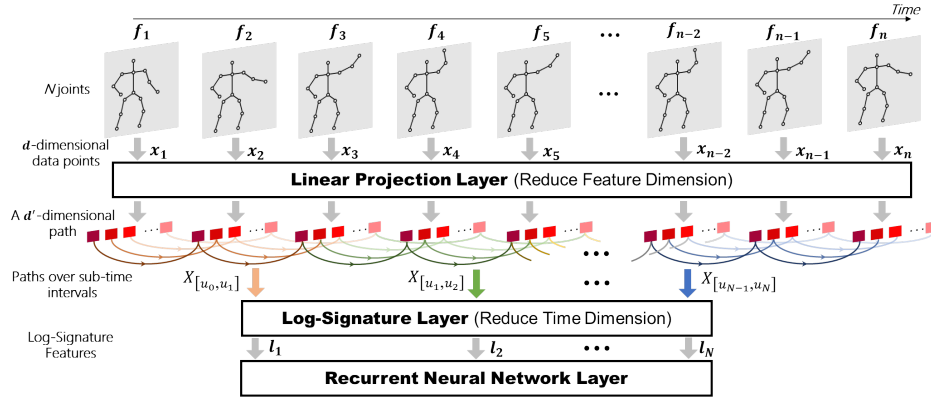 Time
f1 f2 f3 f4 f5 ... fn−2 fn−1 fn
N joints
...
d-dimensional
data points
x1 x2 x3 x4 x5 xn−2 xn−1 xn
Linear Projection Layer (Reduce Feature Dimension)
A d′-dimensional
path
...
Paths over sub-time
intervals
X[u0,u1] X[u1,u2] ... X[uN−1,uN]
Log-Signature Layer (Reduce Time Dimension)
Log-Signature
Features
l1 l2 ... lN
Recurrent Neural Network Layer